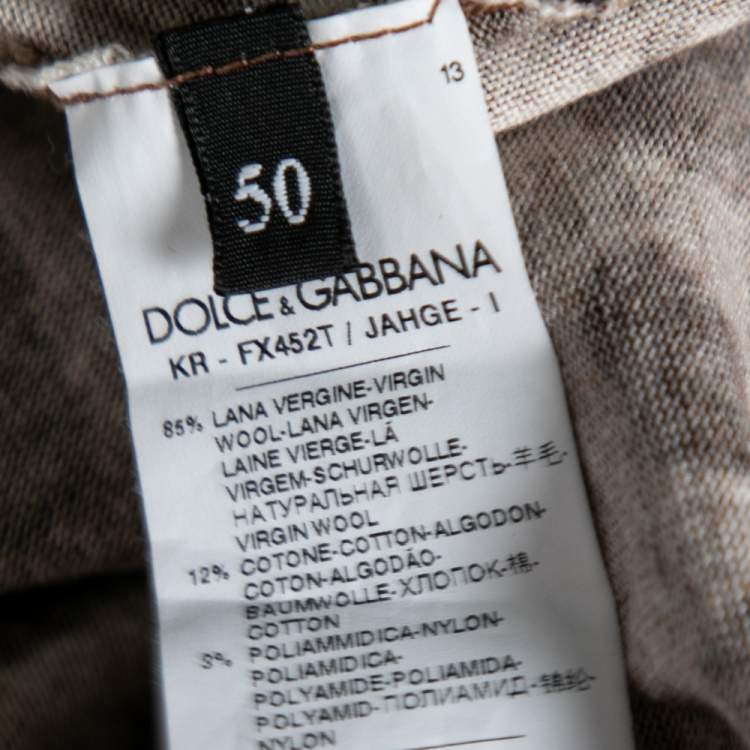 13
50
DOLCE & GABBANA
KR - FX452T / JAHGE - I
85% LANA VERGINE-VIRGIN
WOOL-LANA VIRGEN-
LAINE VIERGE-LÃ
VIRGEM-SCHURWOLLE-
НАТУРАЛЬНАЯ ШЕРСТЬ-羊毛-
VIRGIN WOOL
12% COTONE-COTTON-ALGODON-
COTON-ALGODÃO-
BAUMWOLLE-ХЛОПОК-棉-
COTTON
3% POLIAMMIDICA-NYLON-
POLIAMIDICA-
POLYAMIDE-POLIAMIDA-
POLYAMID-ПОЛИАМИД-锦纶-
NYLON